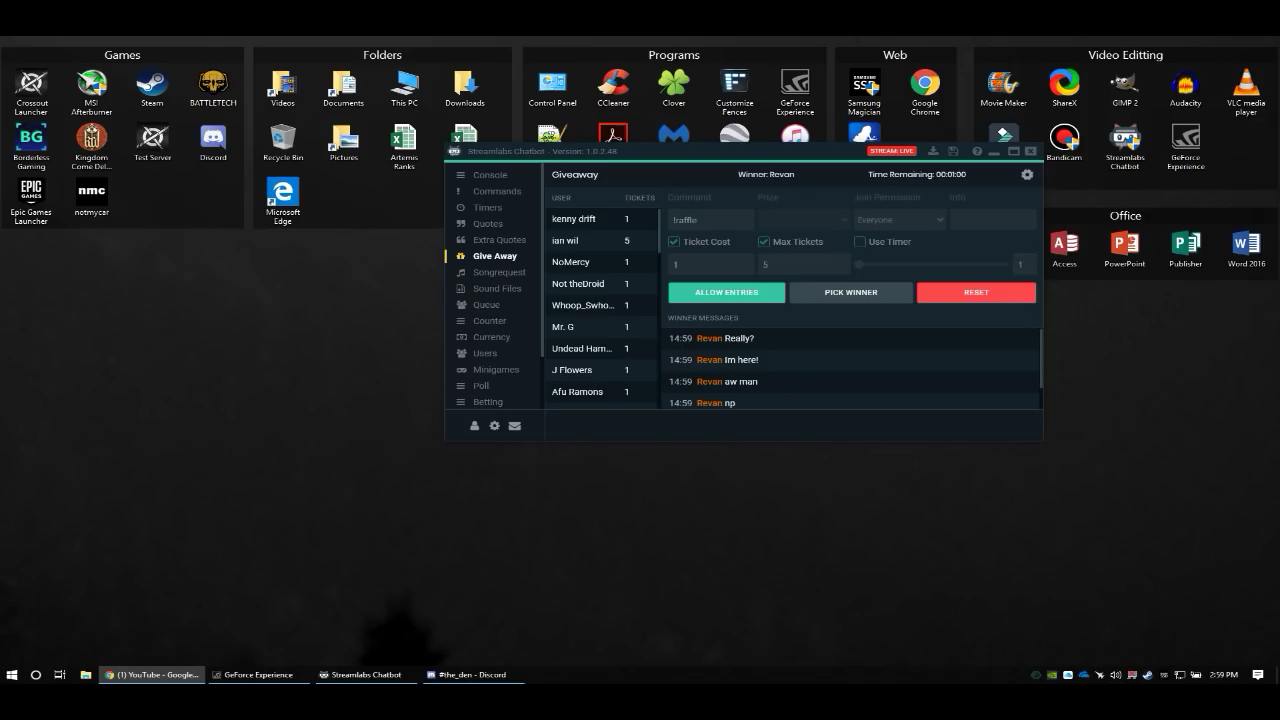 Games
Folders
Programs
Web
Video Editting
Crossout Launcher
MSI Afterburner
Steam
BATTLETECH
Videos
Documents
This PC
Downloads
Control Panel
CCleaner
Clover
Customize Fences
GeForce Experience
Samsung Magician
Google Chrome
Movie Maker
ShareX
GIMP 2
Audacity
VLC media player
Borderless Gaming
Kingdom Come Del...
Test Server
Discord
Recycle Bin
Pictures
Artems Ranks
Bandicam
Streamlabs Chatbot
GeForce Experience
Epic Games Launcher
notmycar
Microsoft Edge
Office
Access
PowerPoint
Publisher
Word 2016
Streamlabs Chatbot - Version: 1.0.2.48
STREAM: LIVE
Console
Commands
Timers
Quotes
Extra Quotes
Give Away
Songrequest
Sound Files
Queue
Counter
Currency
Users
Minigames
Poll
Betting
Giveaway
Winner: Revan
Time Remaining: 00:01:00
USER TICKETS
kenny drift 1
ian wil 5
NoMercy 1
Not theDroid 1
Whoop_Swho... 1
Mr. G 1
Undead Ham... 1
J Flowers 1
Afu Ramons 1
Command Prize Join Permission Info
!raffle Everyone
Ticket Cost Max Tickets Use Timer
1 5 1
ALLOW ENTRIES PICK WINNER RESET
WINNER MESSAGES
14:59 Revan Really?
14:59 Revan Im here!
14:59 Revan aw man
14:59 Revan np
(1) YouTube - Google...
GeForce Experience
Streamlabs Chatbot
#the_den - Discord
2:59 PM